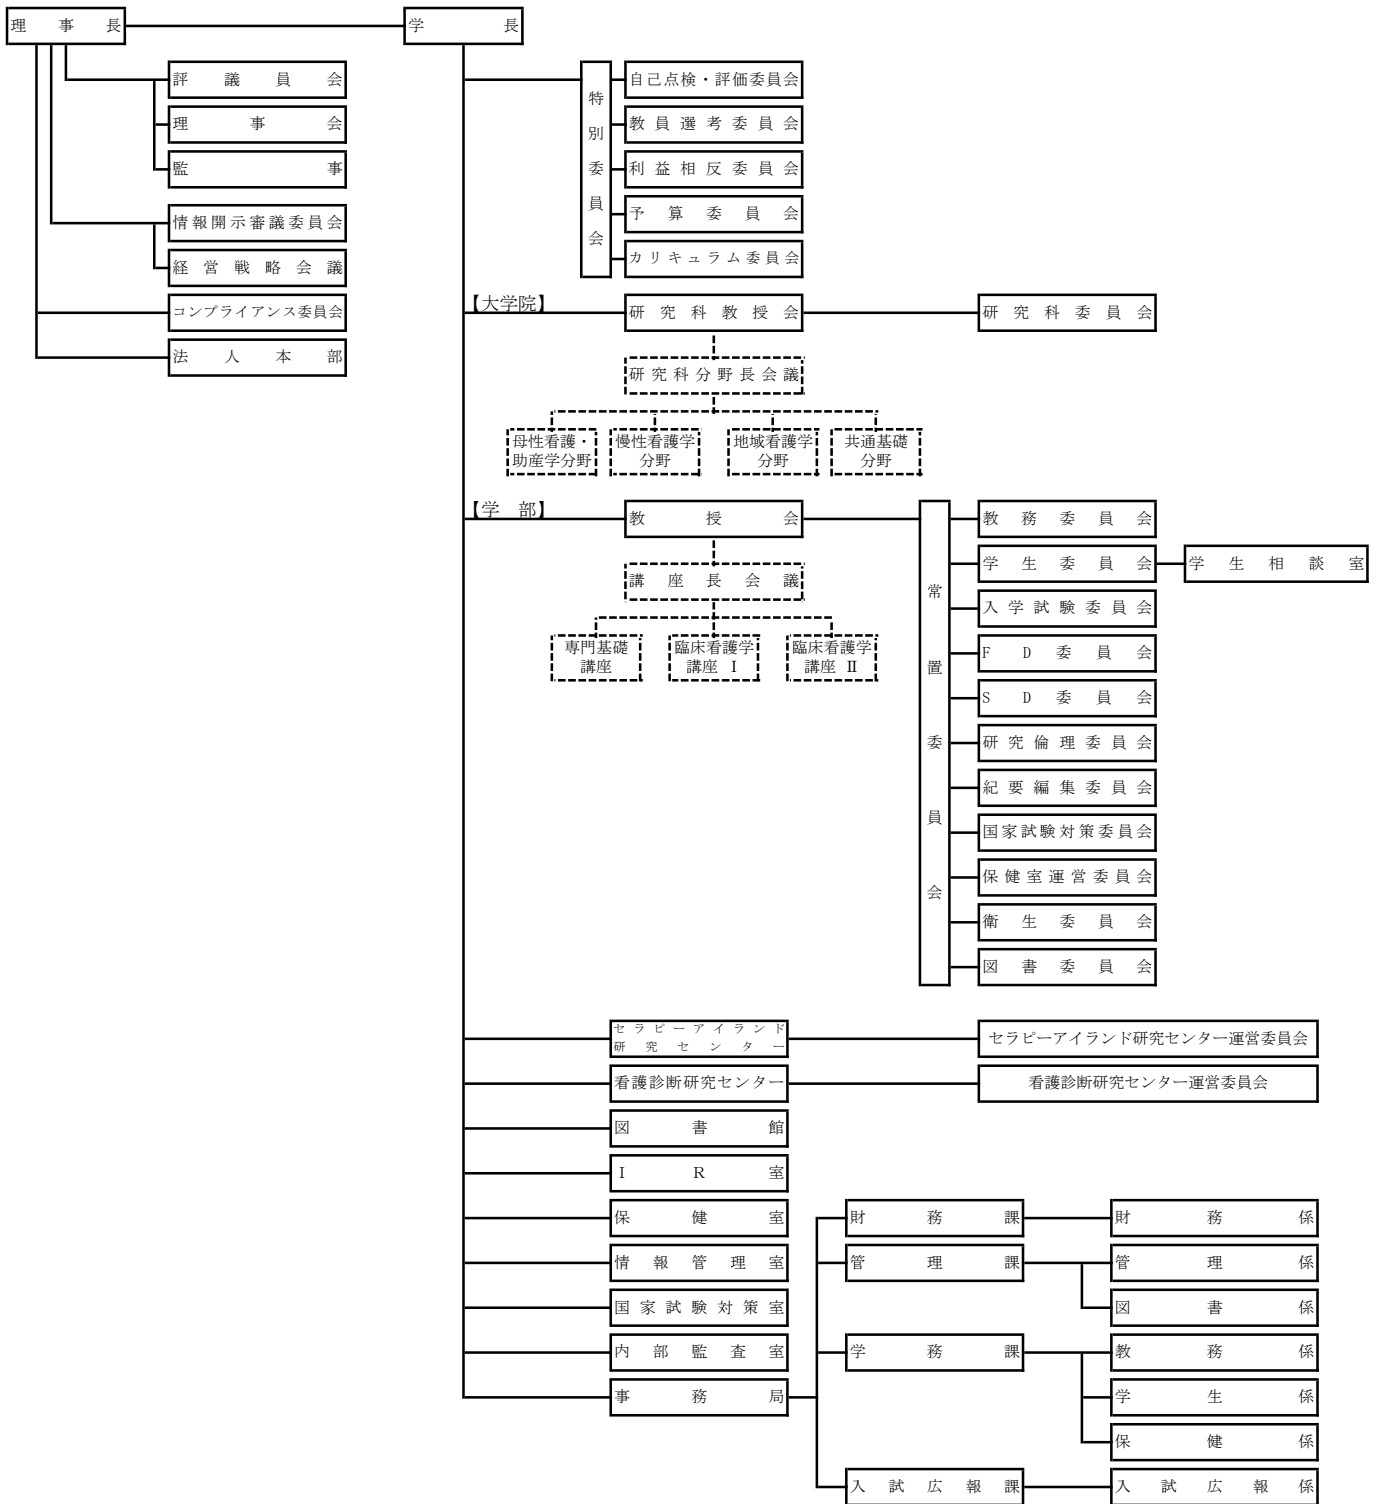 理事長
学長
評議員会
理事会
監事
情報開示審議委員会
経営戦略会議
コンプライアンス委員会
法人本部
特別委員会
自己点検・評価委員会
教員選考委員会
利益相反委員会
予算委員会
カリキュラム委員会
【大学院】
研究科教授会
研究科委員会
研究科分野長会議
母性看護・
助産学分野
慢性看護学
分野
地域看護学
分野
共通基礎
分野
【学　部】
教授会
講座長会議
専門基礎
講座
臨床看護学
講座 Ⅰ
臨床看護学
講座 Ⅱ
常置委員会
教務委員会
学生委員会
学生相談室
入学試験委員会
FD委員会
SD委員会
研究倫理委員会
紀要編集委員会
国家試験対策委員会
保健室運営委員会
衛生委員会
図書委員会
セラピーアイランド
研究センター
セラピーアイランド研究センター運営委員会
看護診断研究センター
看護診断研究センター運営委員会
図書館
IR室
保健室
情報管理室
国家試験対策室
内部監査室
事務局
財務課
財務係
管理課
管理係
図書係
学務課
教務係
学生係
保健係
入試広報課
入試広報係